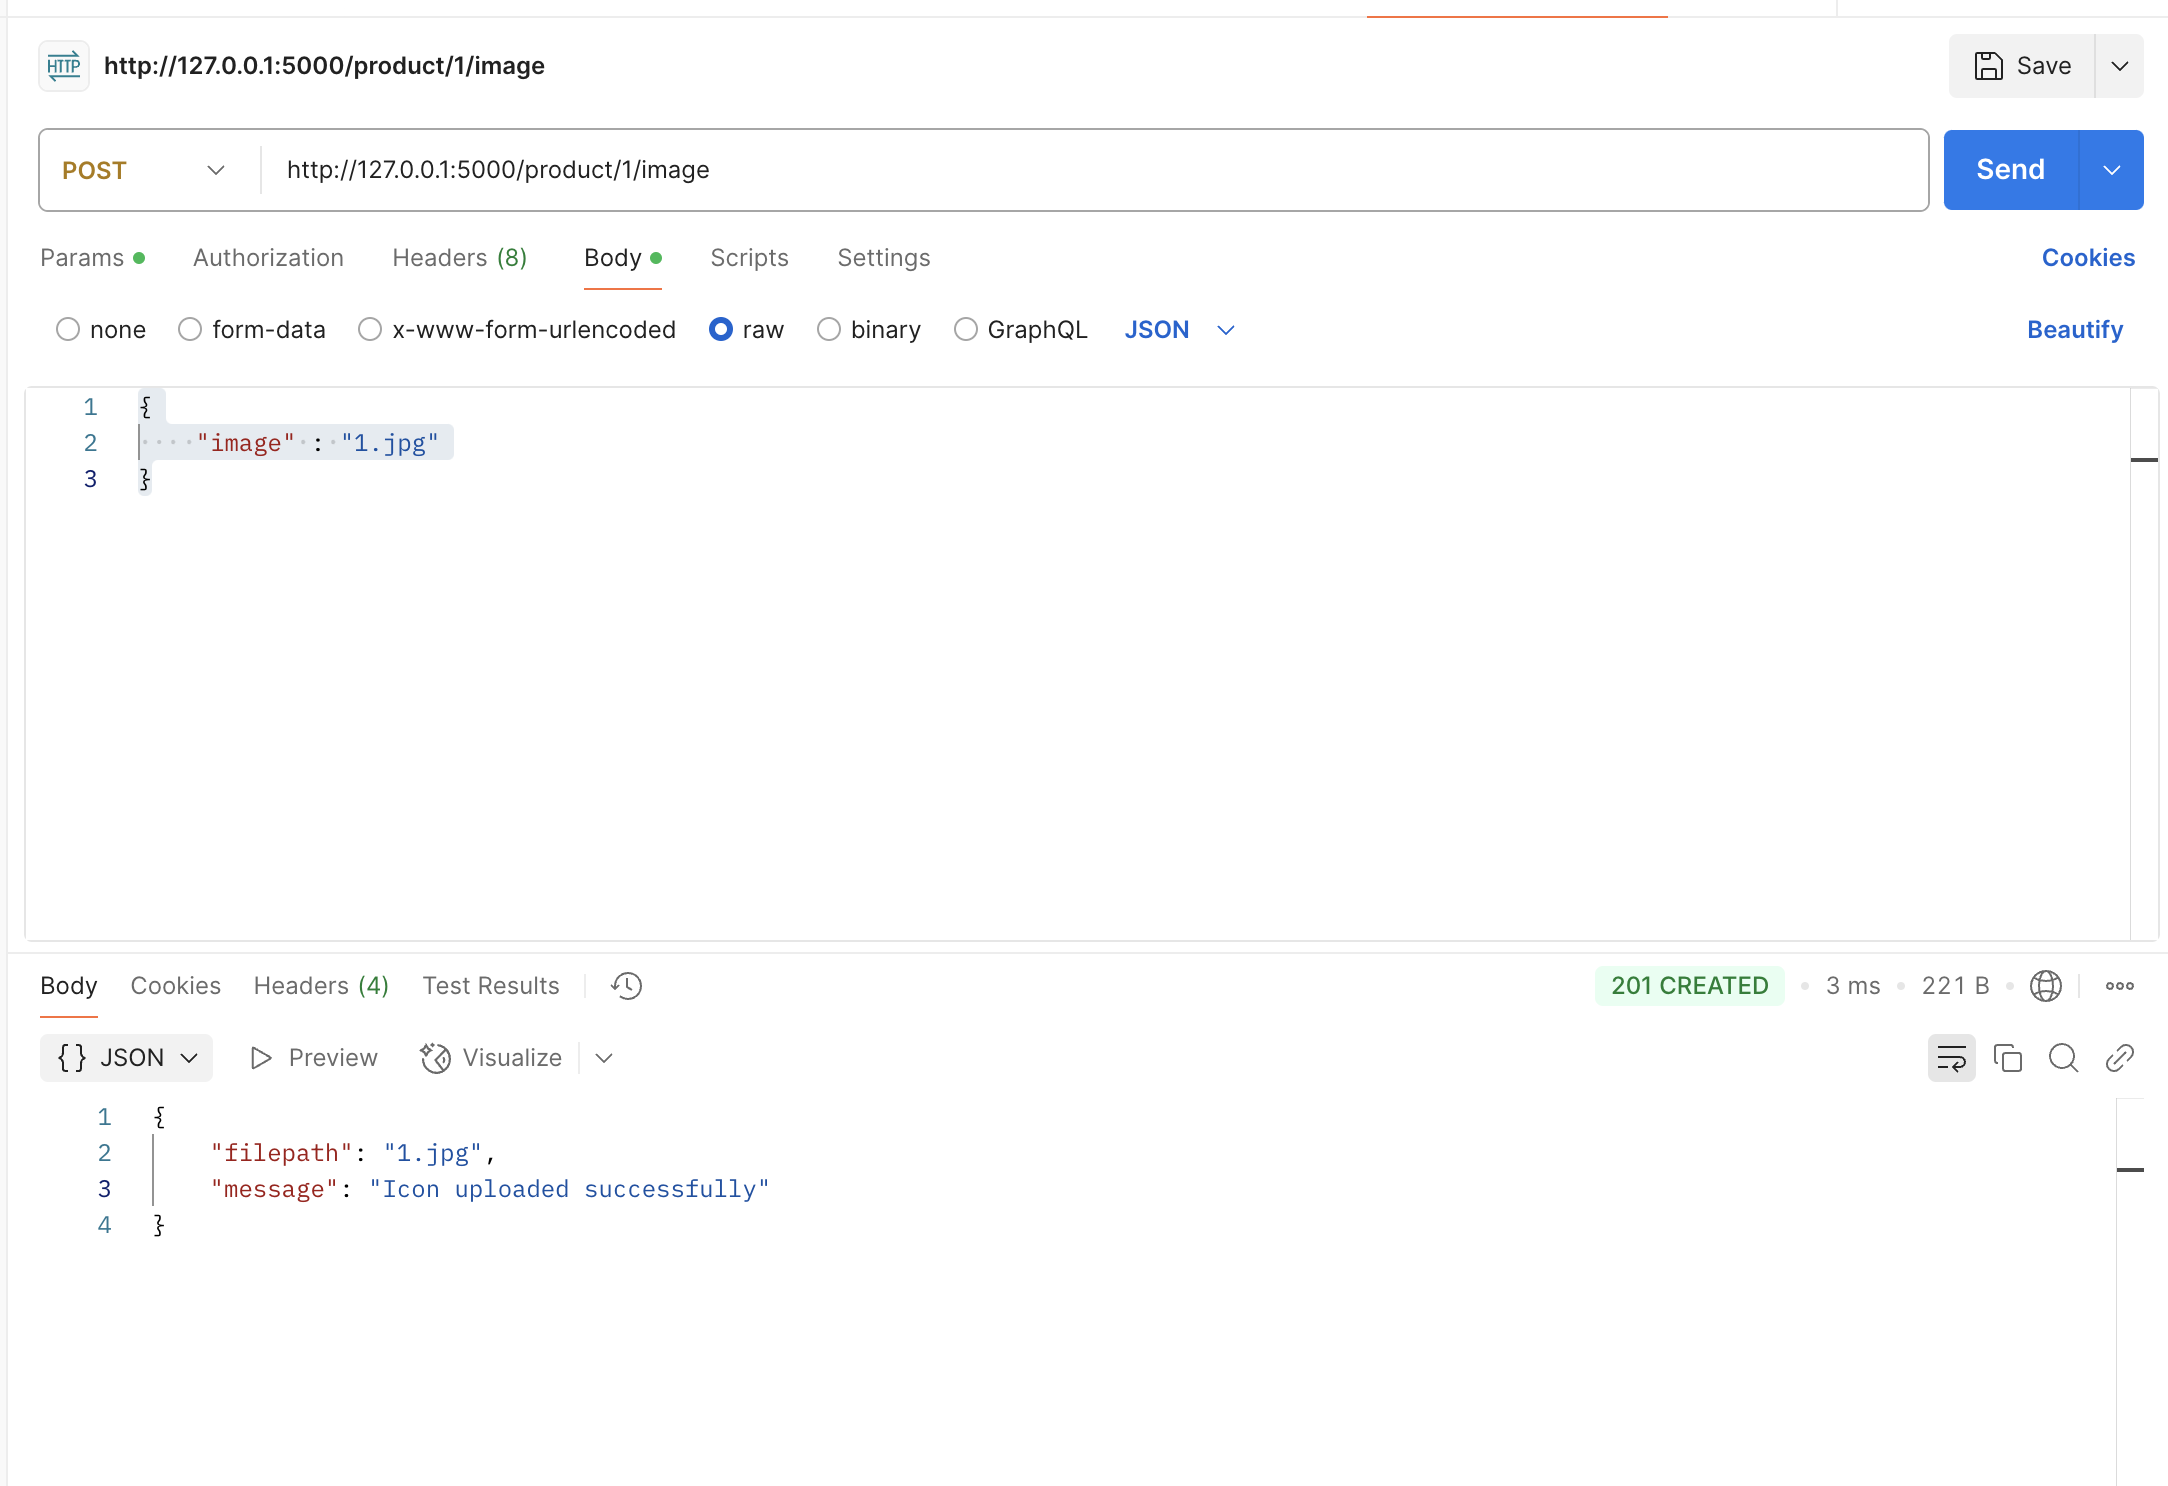 HTTP http://127.0.0.1:5000/product/1/image Save
POST http://127.0.0.1:5000/product/1/image Send
Params Authorization Headers (8) Body Scripts Settings Cookies
none form-data x-www-form-urlencoded raw binary GraphQL JSON Beautify
1 {
2 "image" : "1.jpg"
3 }
Body Cookies Headers (4) Test Results 201 CREATED 3 ms 221 B
{} JSON Preview Visualize
1 {
2 "filepath": "1.jpg",
3 "message": "Icon uploaded successfully"
4 }